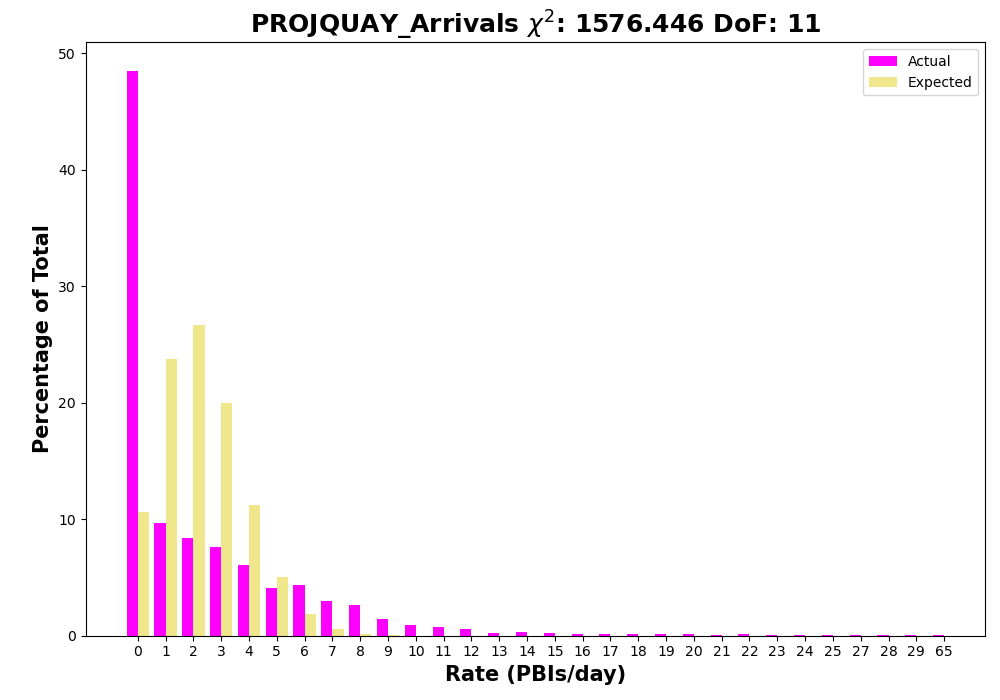 PROJQUAY_Arrivals χ²: 1576.446 DoF: 11
Actual
Expected
50
40
30
20
10
0
Percentage of Total
0 1 2 3 4 5 6 7 8 9 10 11 12 13 14 15 16 17 18 19 20 21 22 23 24 25 27 28 29 65
Rate (PBIs/day)